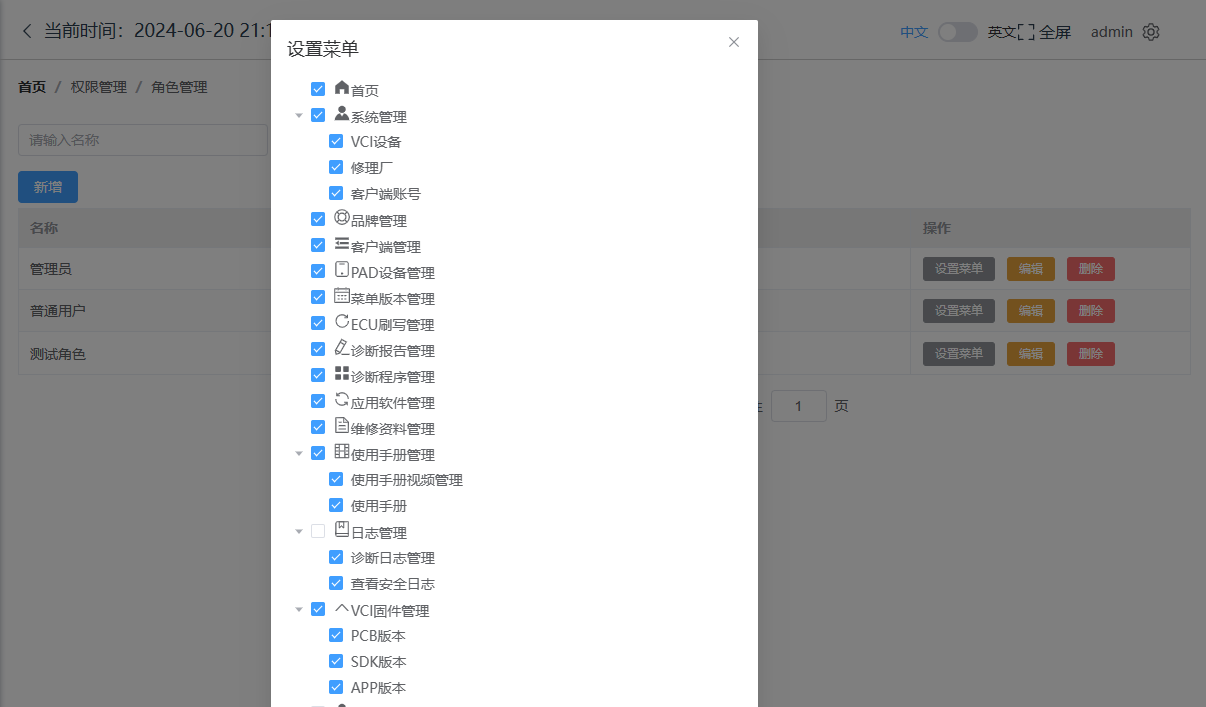 当前时间：2024-06-20 21:1
中文 英文 全屏 admin
首页 / 权限管理 / 角色管理
请输入名称
新增
名称 操作
管理员 设置菜单 编辑 删除
普通用户 设置菜单 编辑 删除
测试角色 设置菜单 编辑 删除
1 页
设置菜单
首页
系统管理
VCI设备
修理厂
客户端账号
品牌管理
客户端管理
PAD设备管理
菜单版本管理
ECU刷写管理
诊断报告管理
诊断程序管理
应用软件管理
维修资料管理
使用手册管理
使用手册视频管理
使用手册
日志管理
诊断日志管理
查看安全日志
VCI固件管理
PCB版本
SDK版本
APP版本